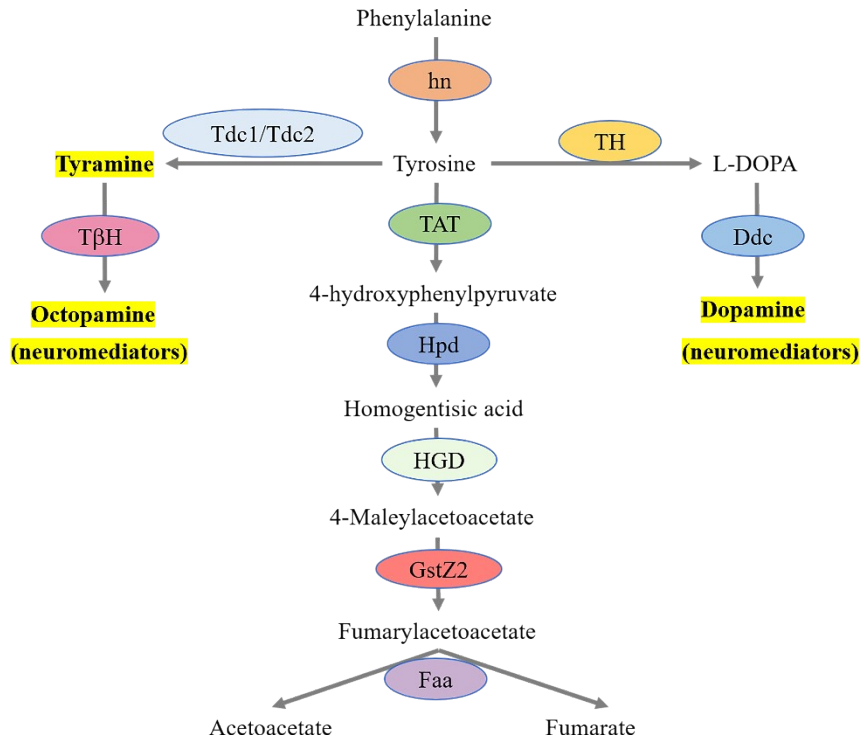 Phenylalanine
hn
Tdc1/Tdc2
TH
Tyramine
Tyrosine
L-DOPA
TβH
TAT
Ddc
4-hydroxyphenylpyruvate
Octopamine
(neuromediators)
Dopamine
(neuromediators)
Hpd
Homogentisic acid
HGD
4-Maleylacetoacetate
GstZ2
Fumarylacetoacetate
Faa
Acetoacetate
Fumarate